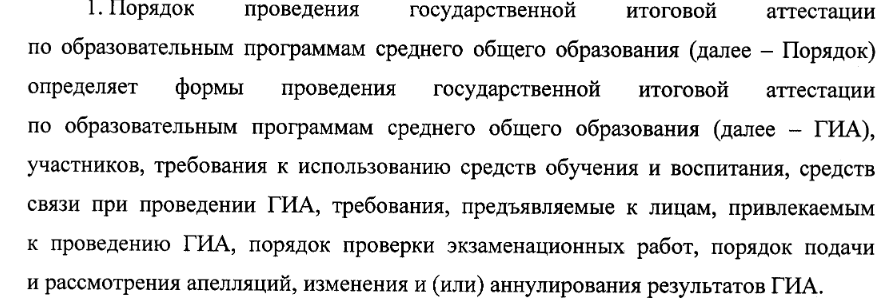 1. Порядок проведения государственной итоговой аттестации
по образовательным программам среднего общего образования (далее – Порядок)
определяет формы проведения государственной итоговой аттестации
по образовательным программам среднего общего образования (далее – ГИА),
участников, требования к использованию средств обучения и воспитания, средств
связи при проведении ГИА, требования, предъявляемые к лицам, привлекаемым
к проведению ГИА, порядок проверки экзаменационных работ, порядок подачи
и рассмотрения апелляций, изменения и (или) аннулирования результатов ГИА.